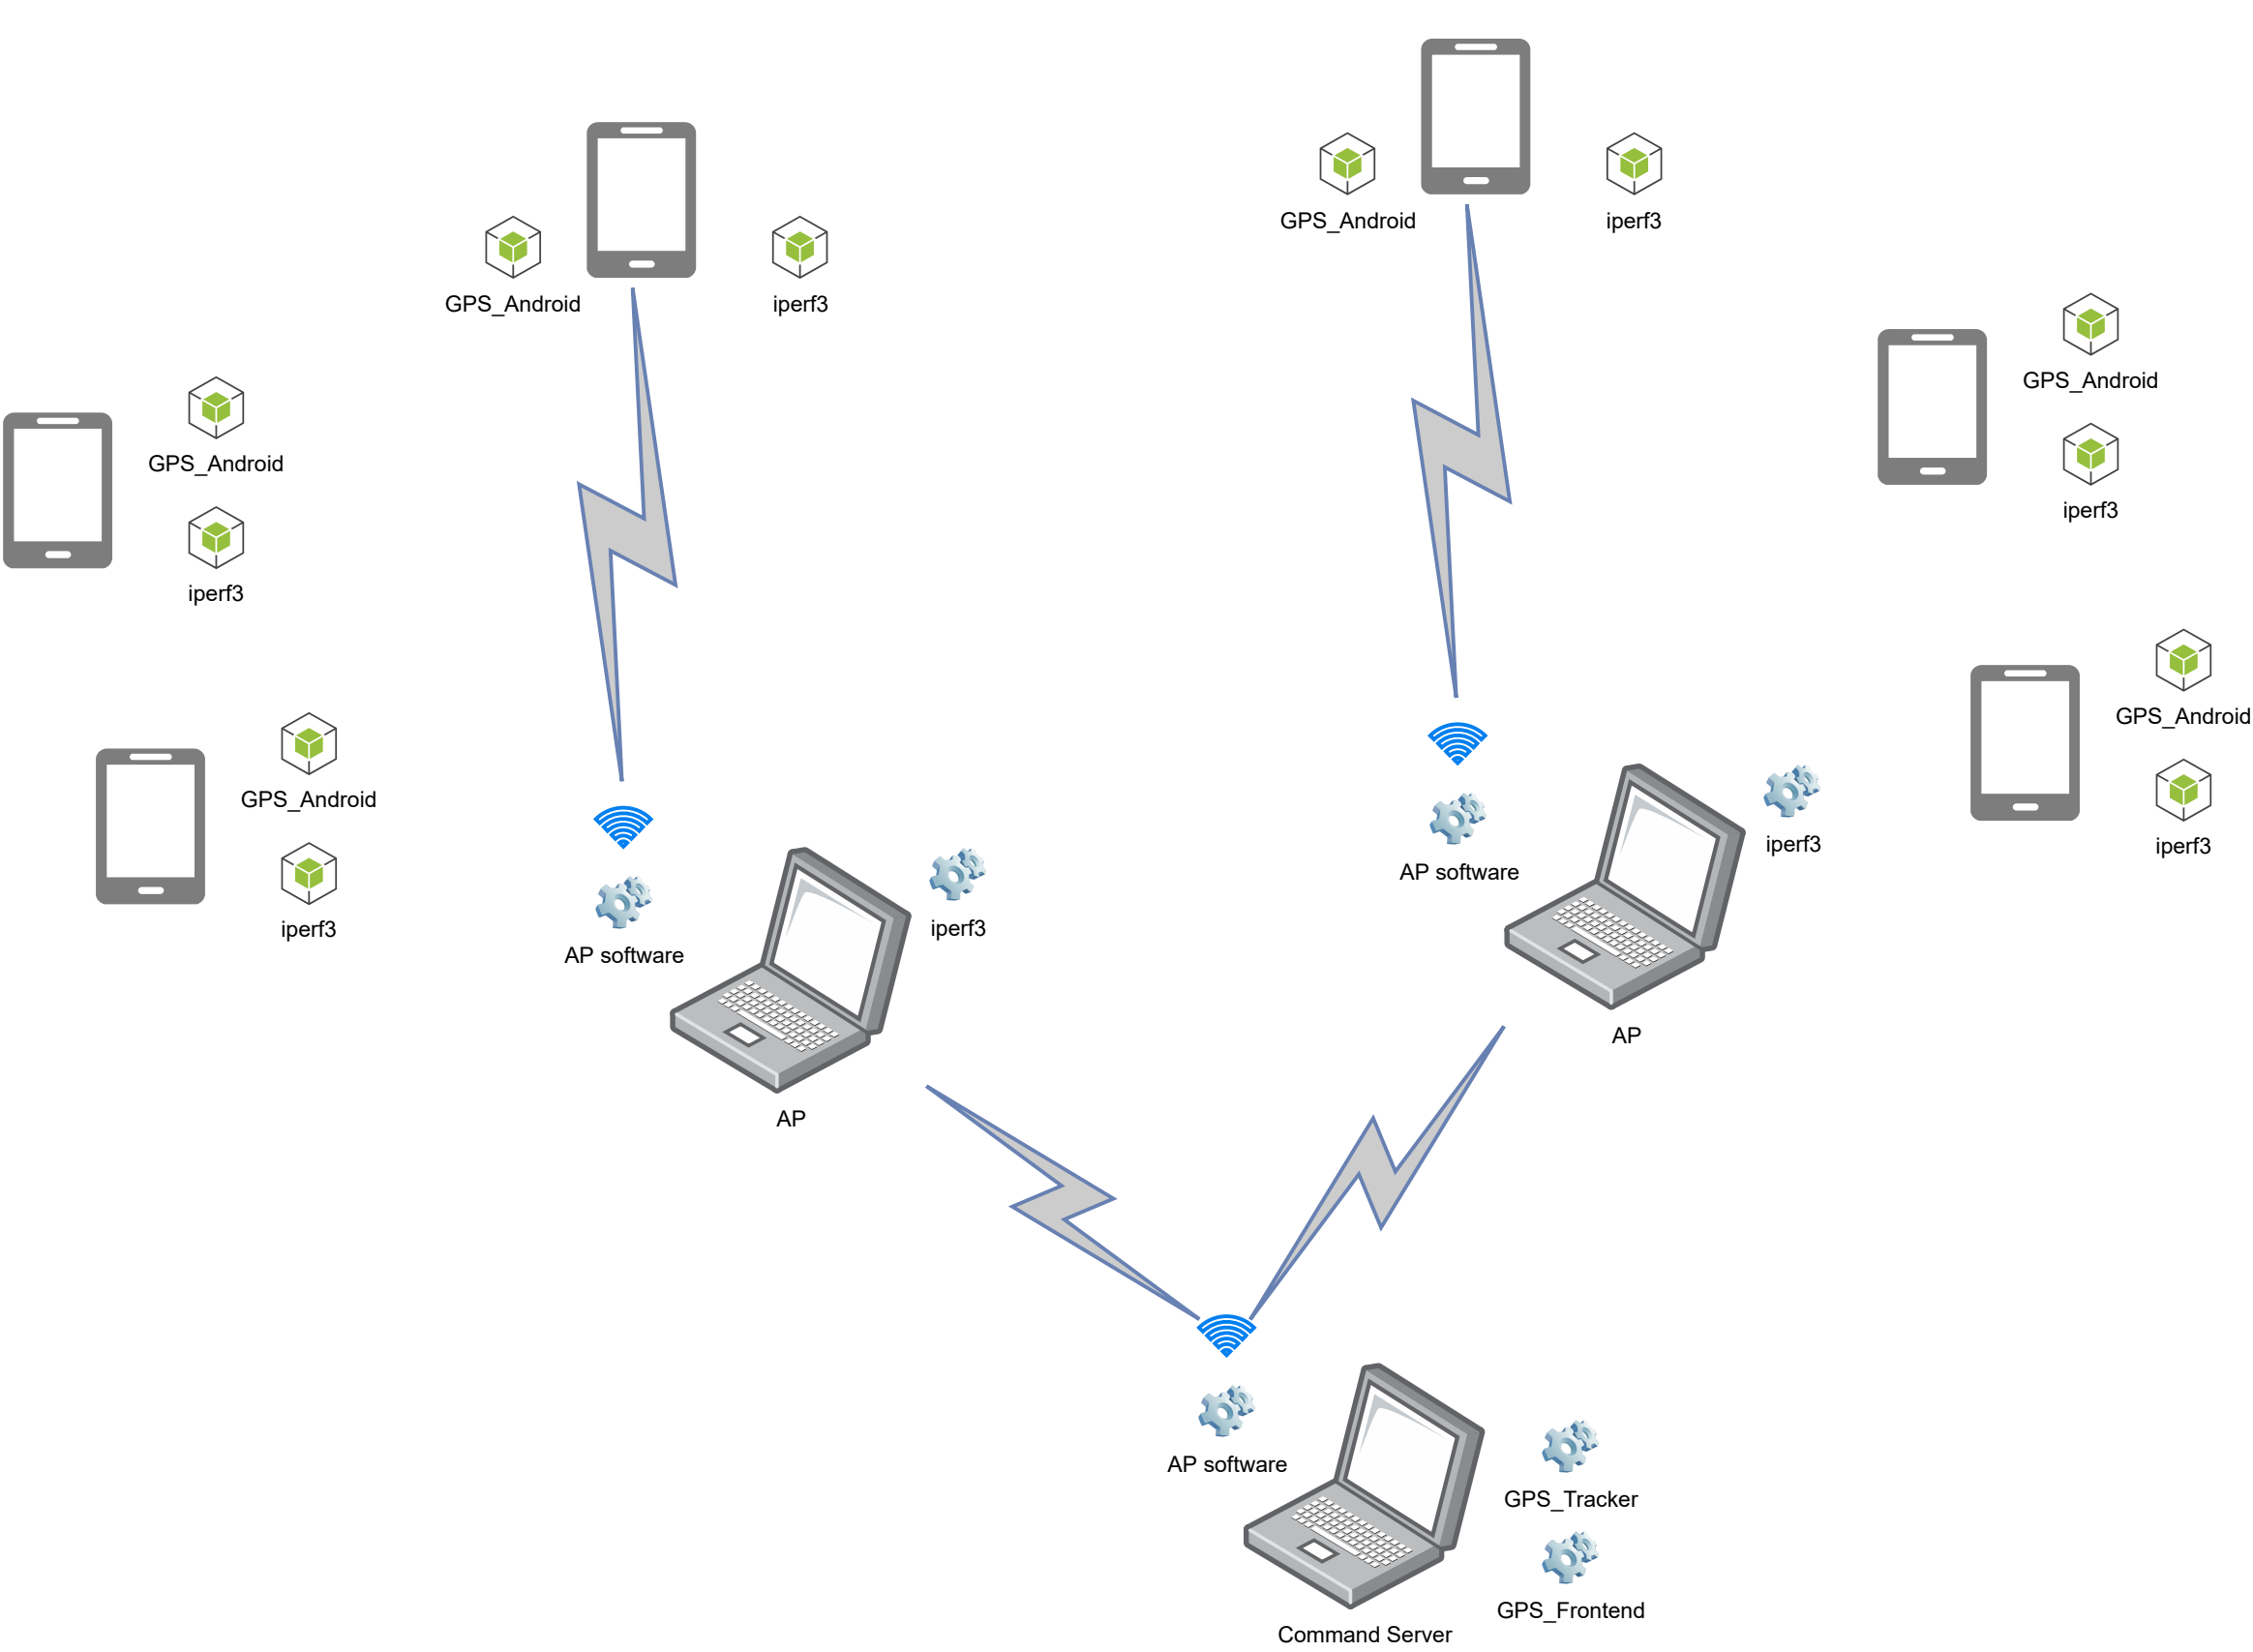 GPS_Android
iperf3
GPS_Android
iperf3
GPS_Android
iperf3
GPS_Android
iperf3
GPS_Android
iperf3
GPS_Android
iperf3
AP software
iperf3
AP
AP software
iperf3
AP
AP software
GPS_Tracker
GPS_Frontend
Command Server